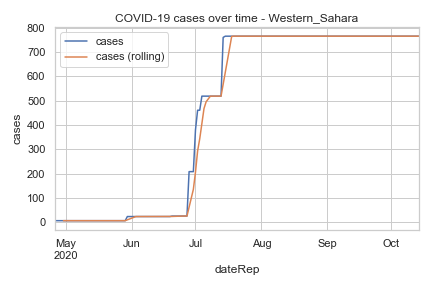 COVID-19 cases over time - Western_Sahara
cases
cases (rolling)
800
700
600
500
400
300
200
100
0
cases
May
2020
Jun
Jul
Aug
Sep
Oct
dateRep